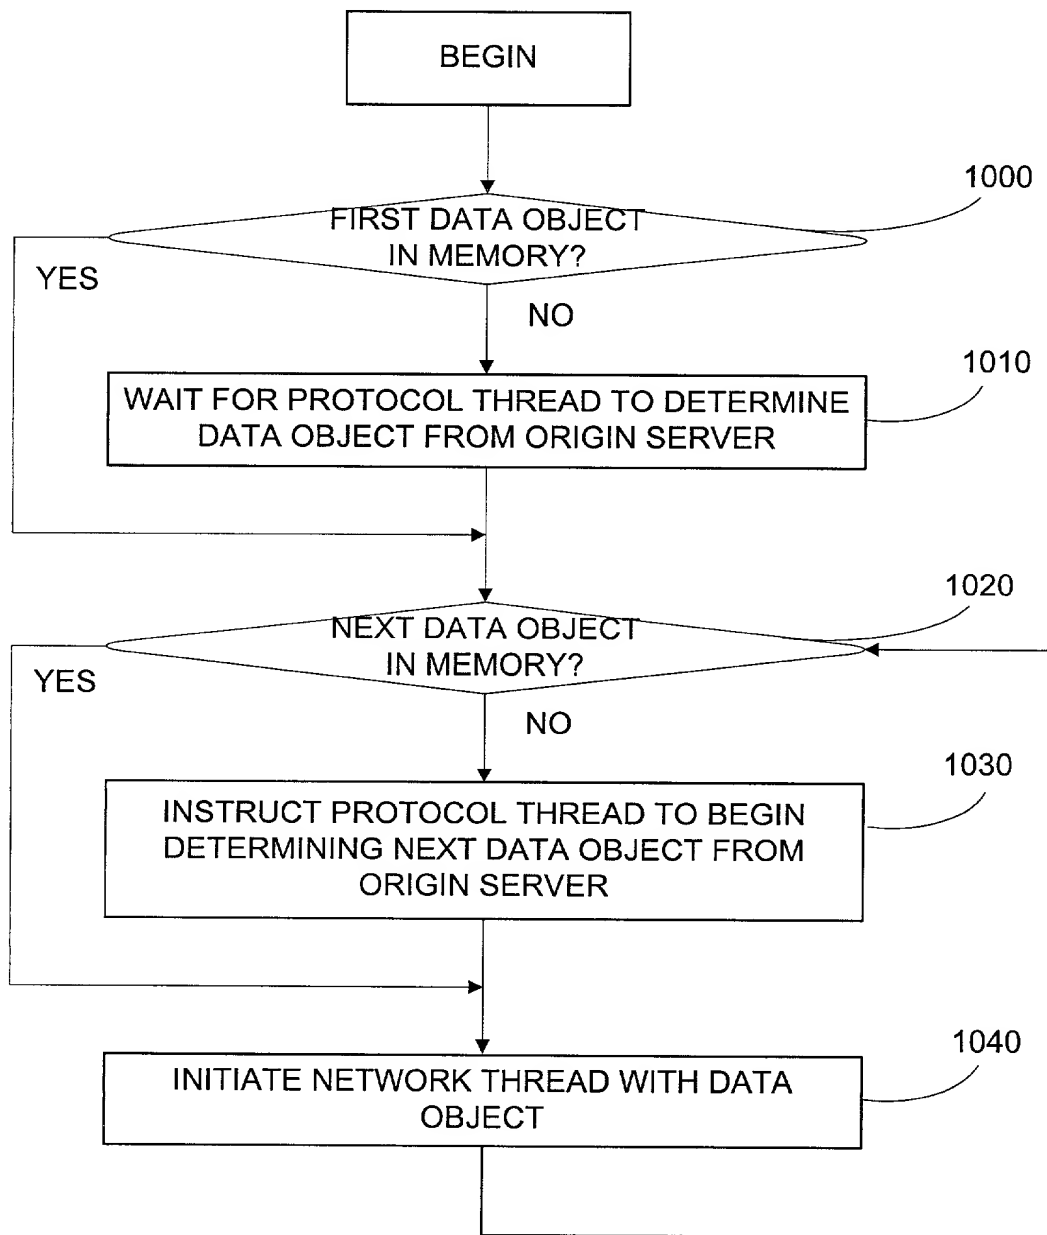 BEGIN
1000
FIRST DATA OBJECT
IN MEMORY?
YES
NO
1010
WAIT FOR PROTOCOL THREAD TO DETERMINE
DATA OBJECT FROM ORIGIN SERVER
1020
NEXT DATA OBJECT
IN MEMORY?
YES
NO
1030
INSTRUCT PROTOCOL THREAD TO BEGIN
DETERMINING NEXT DATA OBJECT FROM
ORIGIN SERVER
1040
INITIATE NETWORK THREAD WITH DATA
OBJECT